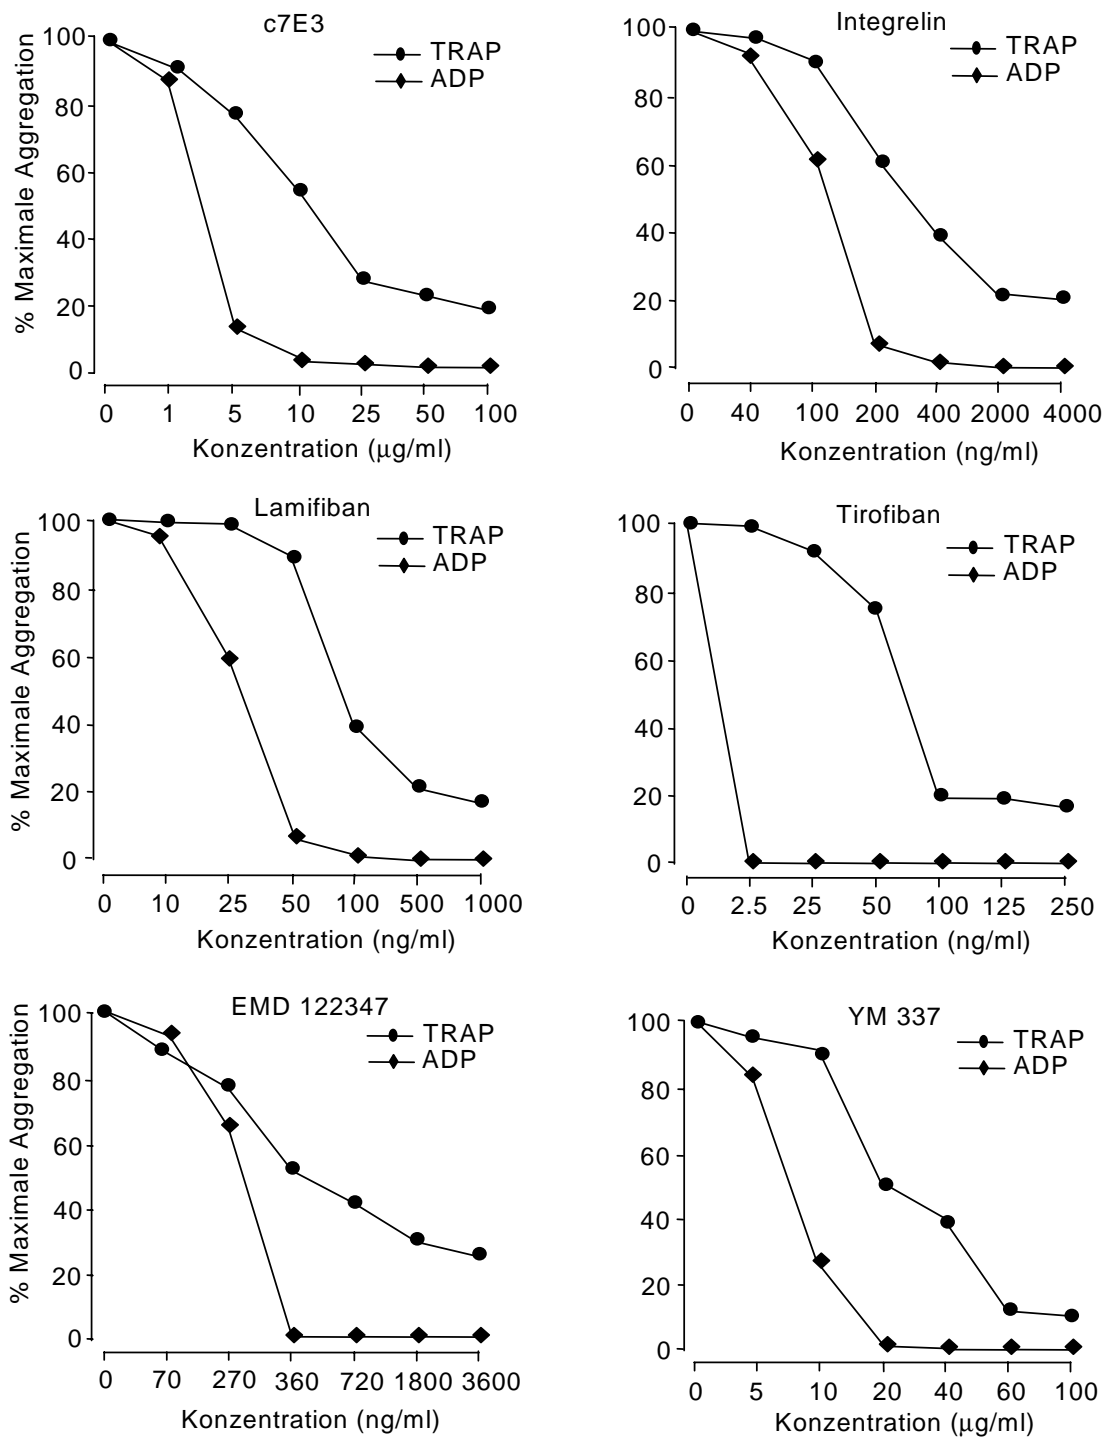 c7E3
TRAP
ADP
% Maximale Aggregation
100
80
60
40
20
0
0 1 5 10 25 50 100
Konzentration (µg/ml)
Integrelin
TRAP
ADP
100
80
60
40
20
0
0 40 100 200 400 2000 4000
Konzentration (ng/ml)
Lamifiban
TRAP
ADP
% Maximale Aggregation
100
80
60
40
20
0
0 10 25 50 100 500 1000
Konzentration (ng/ml)
Tirofiban
TRAP
ADP
100
80
60
40
20
0
0 2.5 25 50 100 125 250
Konzentration (ng/ml)
EMD 122347
TRAP
ADP
% Maximale Aggregation
100
80
60
40
20
0
0 70 270 360 720 1800 3600
Konzentration (ng/ml)
YM 337
TRAP
ADP
100
80
60
40
20
0
0 5 10 20 40 60 100
Konzentration (µg/ml)